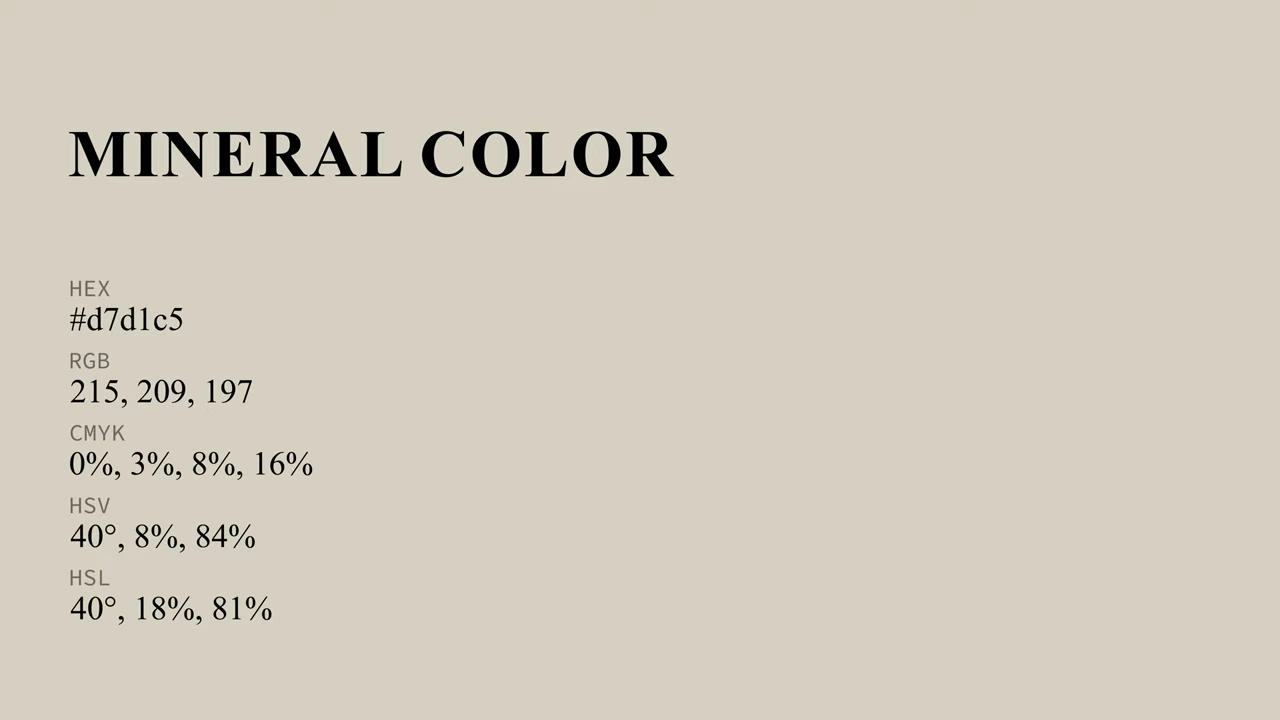 MINERAL COLOR
HEX
#d7d1c5
RGB
215, 209, 197
CMYK
0%, 3%, 8%, 16%
HSV
40°, 8%, 84%
HSL
40°, 18%, 81%